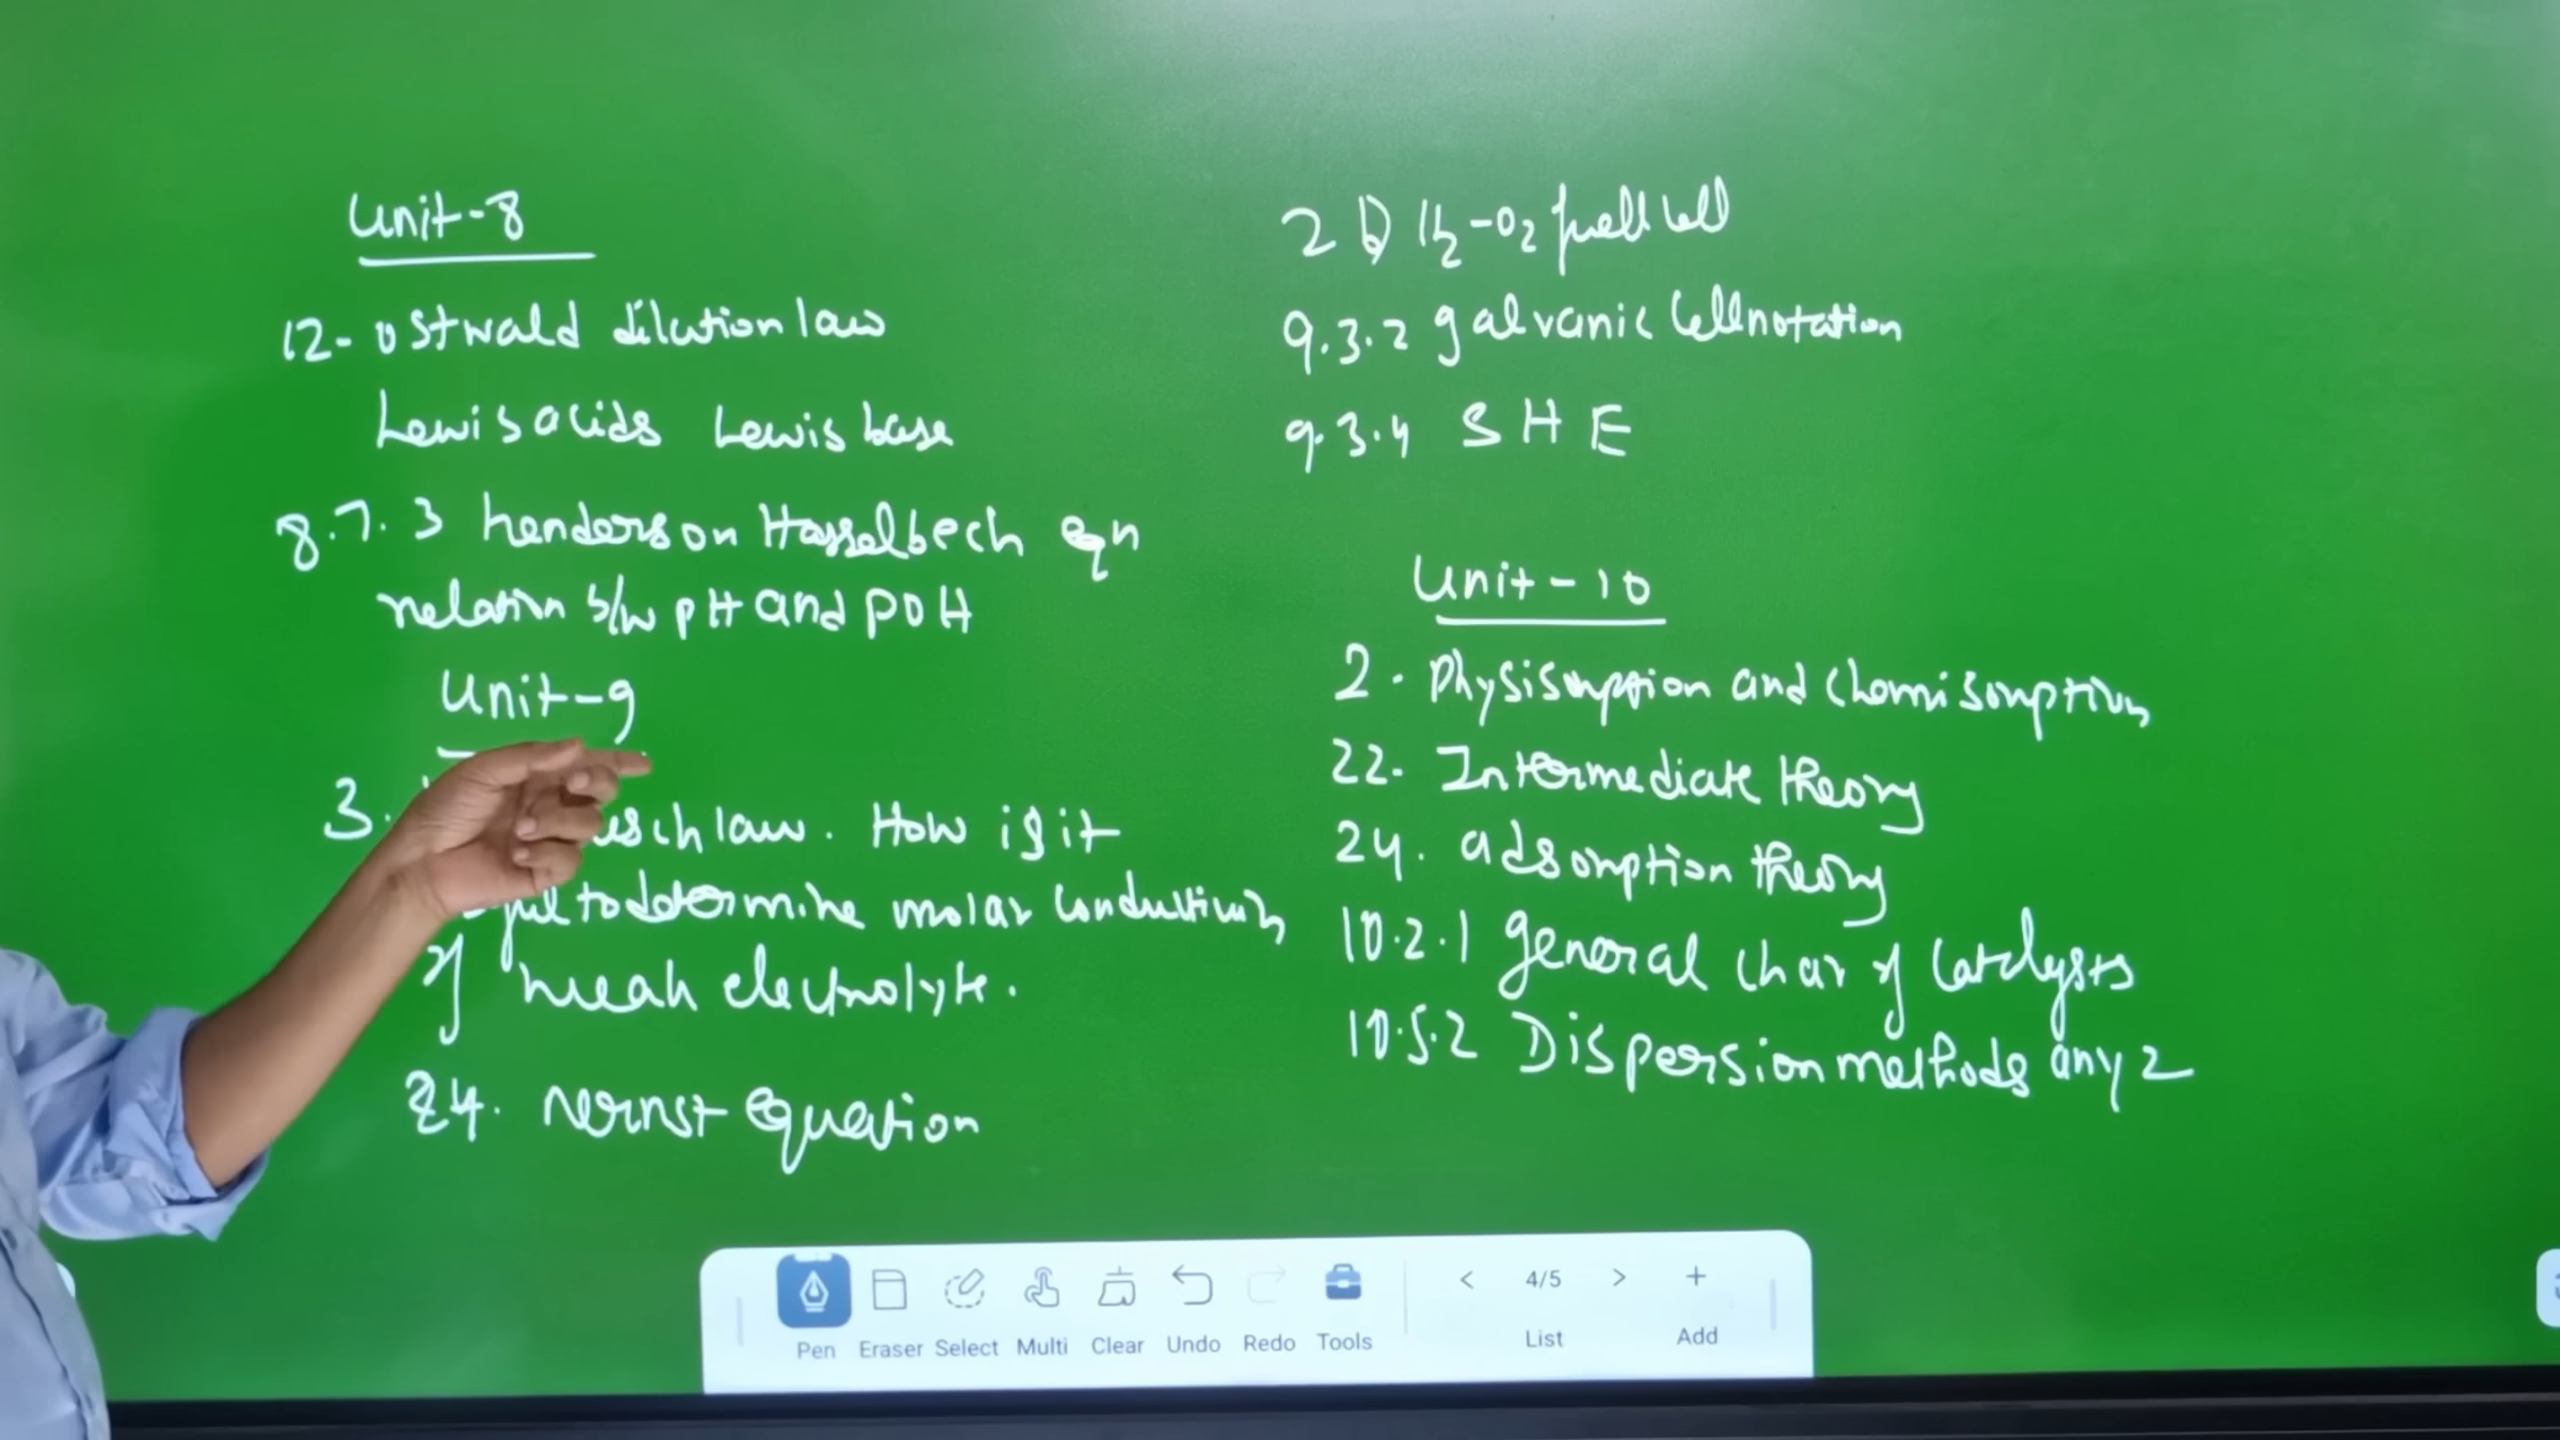 Unit-8
12- Ostwald dilution law
Lewis acids Lewis base
8.7.3 henderson Hasselbech eqn
relation b/w pH and pOH
Unit-9
3. law. How is it
to determine molar conductivity
of weak electrolyte.
24. Nernst equation
2 H2-O2 fuell cell
9.3.2 galvanic cell notation
9.3.4 SHE
Unit-10
2. Physisorption and chemisorption
22. Intermediate theory
24. adsorption theory
10.2.1 general char of catalysts
10.5.2 Dispersion methods any 2
Pen Eraser Select Multi Clear Undo Redo Tools < 4/5 > +
List Add